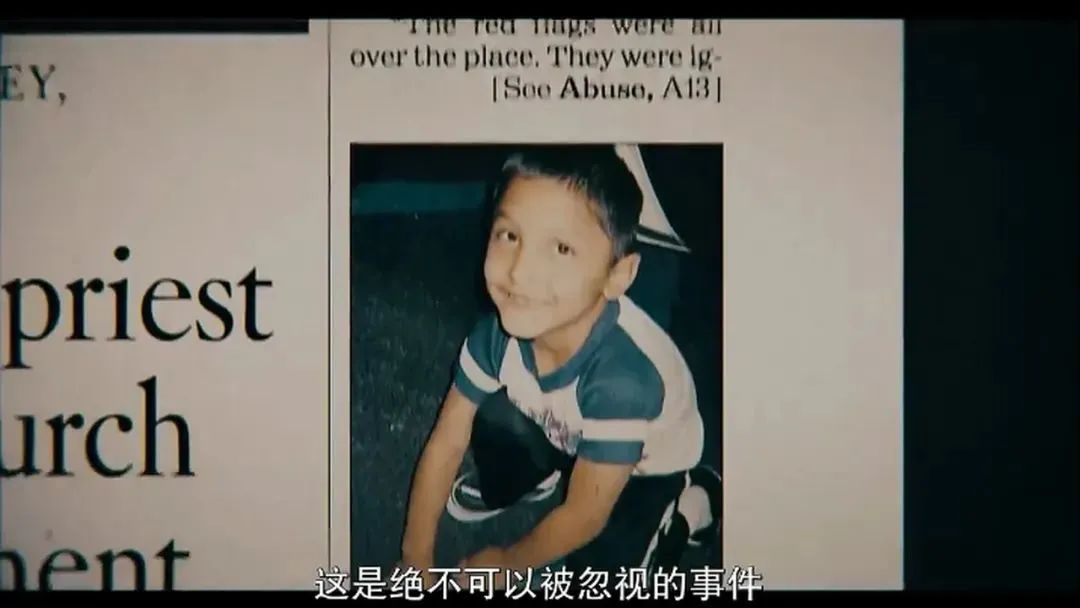 "The red flags were all
over the place. They were ig-
[See Abuse, A13]
EY,
priest
urch
ment
这是绝不可以被忽视的事件